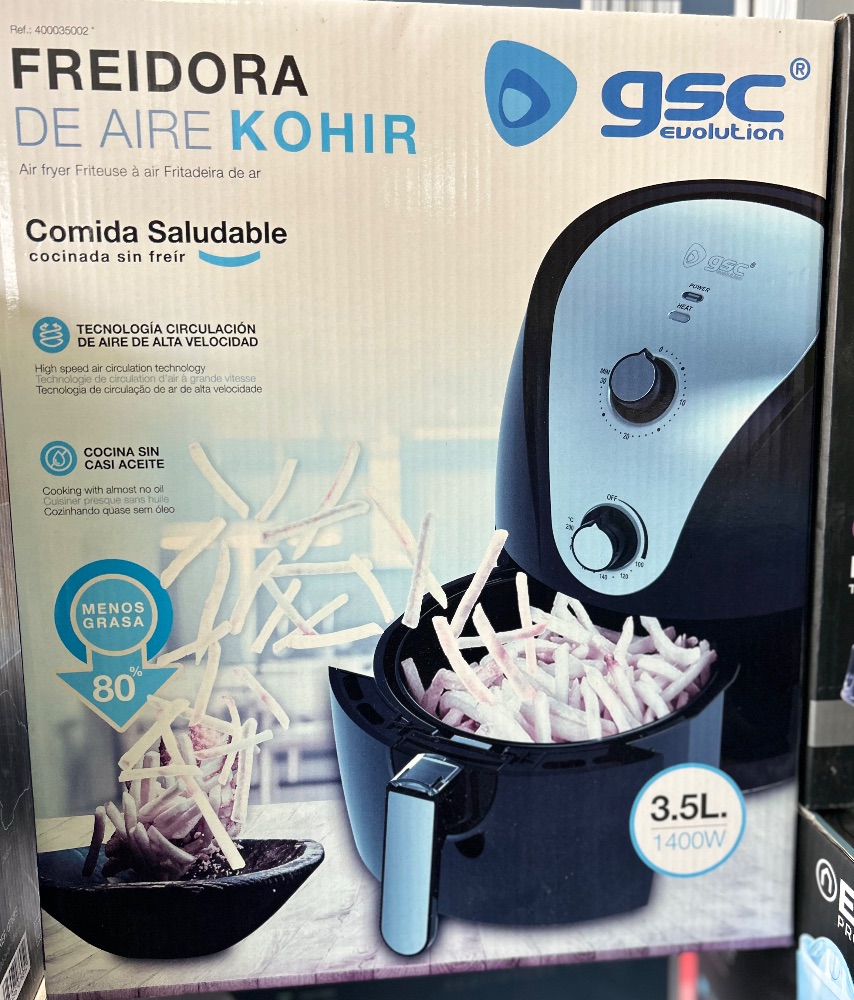 Ref.: 400035002
FREIDORA
DE AIRE KOHIR
Air fryer Friteuse à air Fritadeira de ar
gsc®
evolution
Comida Saludable
cocinada sin freír
TECNOLOGÍA CIRCULACIÓN
DE AIRE DE ALTA VELOCIDAD
High speed air circulation technology
Technologie de circulation d'air à grande vitesse
Tecnologia de circulação de ar de alta velocidade
COCINA SIN
CASI ACEITE
Cooking with almost no oil
Cuisiner presque sans huile
Cozinhando quase sem óleo
MENOS
GRASA
80%
gsc®
POWER
HEAT
0
MIN
30
10
20
OFF
°C
200
100
140 120
3.5L.
1400W